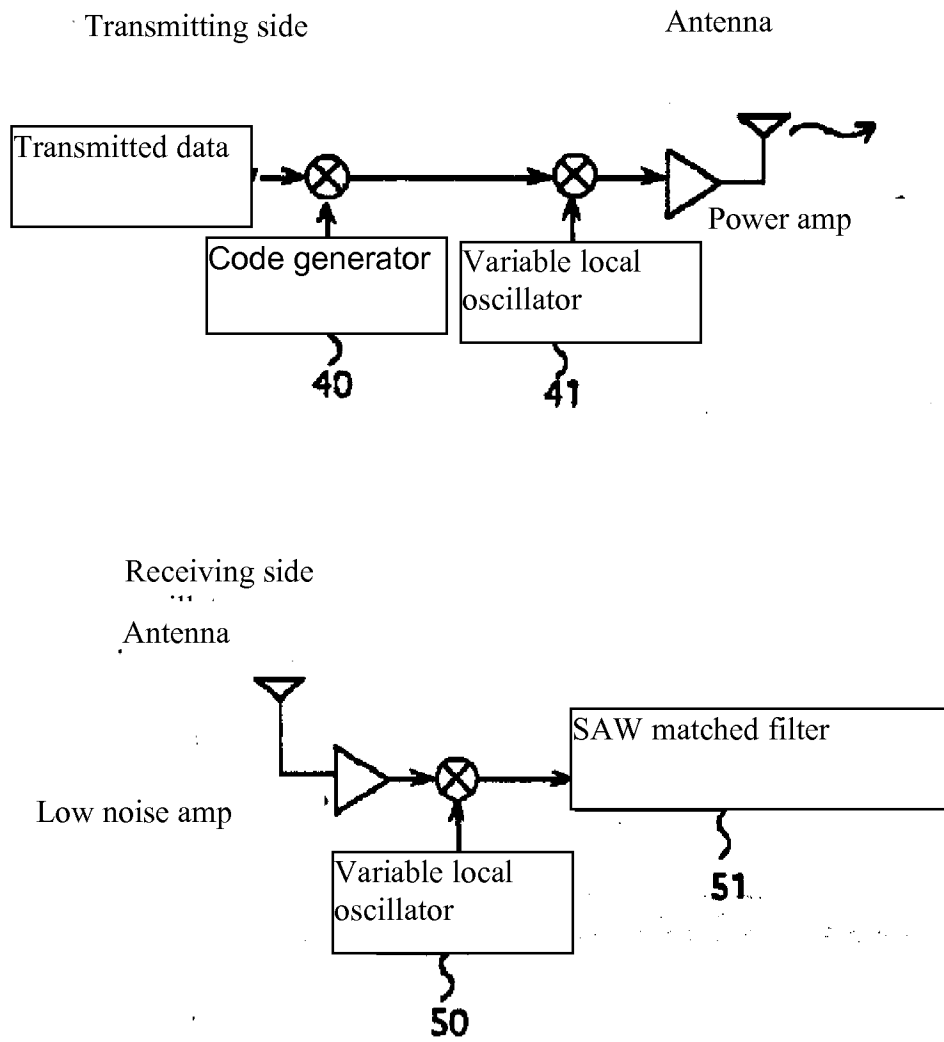 Transmitting side
Antenna
Transmitted data
Power amp
Code generator
Variable local
oscillator
40
41
Receiving side
Antenna
SAW matched filter
Low noise amp
Variable local
oscillator
51
50